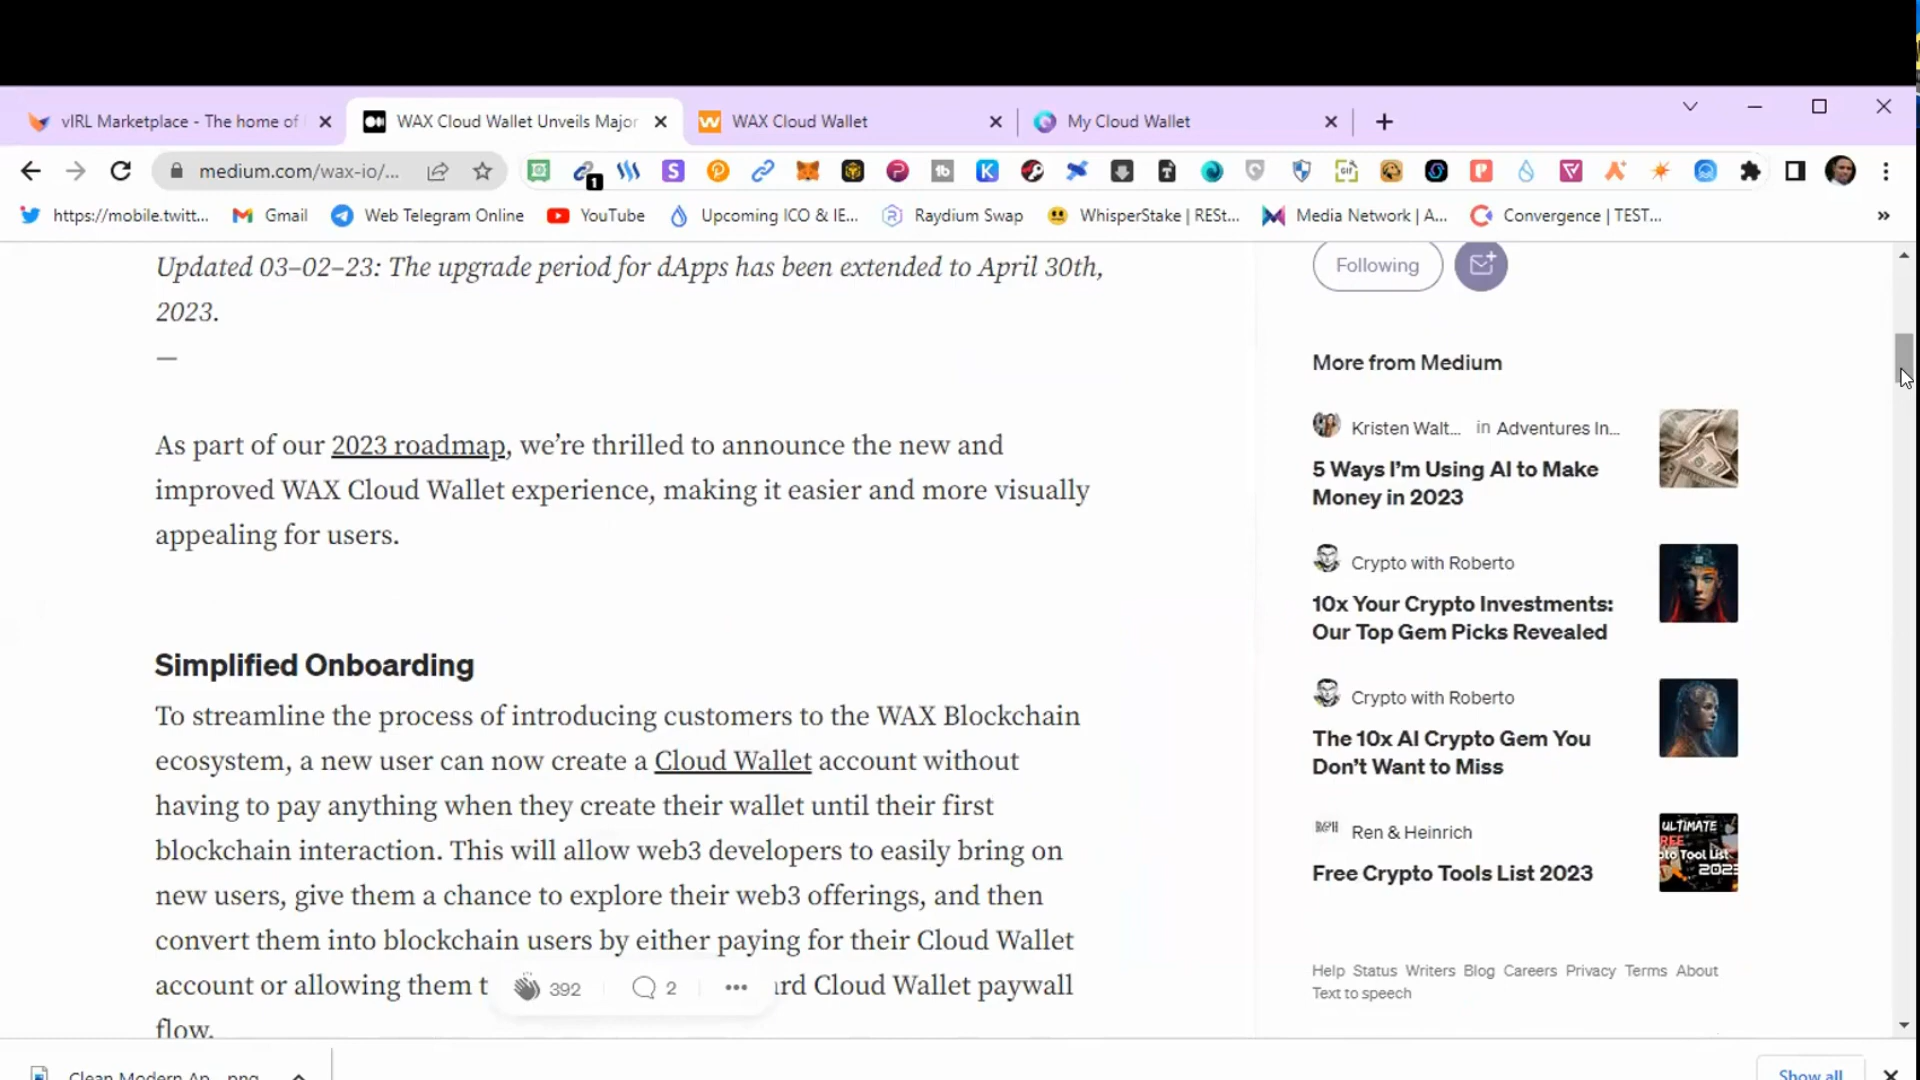 vIRL Marketplace - The home of
WAX Cloud Wallet Unveils Major
WAX Cloud Wallet
My Cloud Wallet
medium.com/wax-io/...
1
https://mobile.twitt...
Gmail
Web Telegram Online
YouTube
Upcoming ICO & IE...
Raydium Swap
WhisperStake | RESt...
Media Network | A...
Convergence | TEST...
Updated 03–02–23: The upgrade period for dApps has been extended to April 30th,
2023.
—
As part of our 2023 roadmap, we’re thrilled to announce the new and
improved WAX Cloud Wallet experience, making it easier and more visually
appealing for users.
Simplified Onboarding
To streamline the process of introducing customers to the WAX Blockchain
ecosystem, a new user can now create a Cloud Wallet account without
having to pay anything when they create their wallet until their first
blockchain interaction. This will allow web3 developers to easily bring on
new users, give them a chance to explore their web3 offerings, and then
convert them into blockchain users by either paying for their Cloud Wallet
account or allowing them t
rd Cloud Wallet paywall
flow.
392
2
Following
More from Medium
Kristen Walt... in Adventures In...
5 Ways I’m Using AI to Make
Money in 2023
Crypto with Roberto
10x Your Crypto Investments:
Our Top Gem Picks Revealed
Crypto with Roberto
The 10x AI Crypto Gem You
Don’t Want to Miss
Ren & Heinrich
Free Crypto Tools List 2023
ULTIMATE
REE
pto Tool List
2023
Help Status Writers Blog Careers Privacy Terms About
Text to speech
Clean Modern Ap....png
Show all